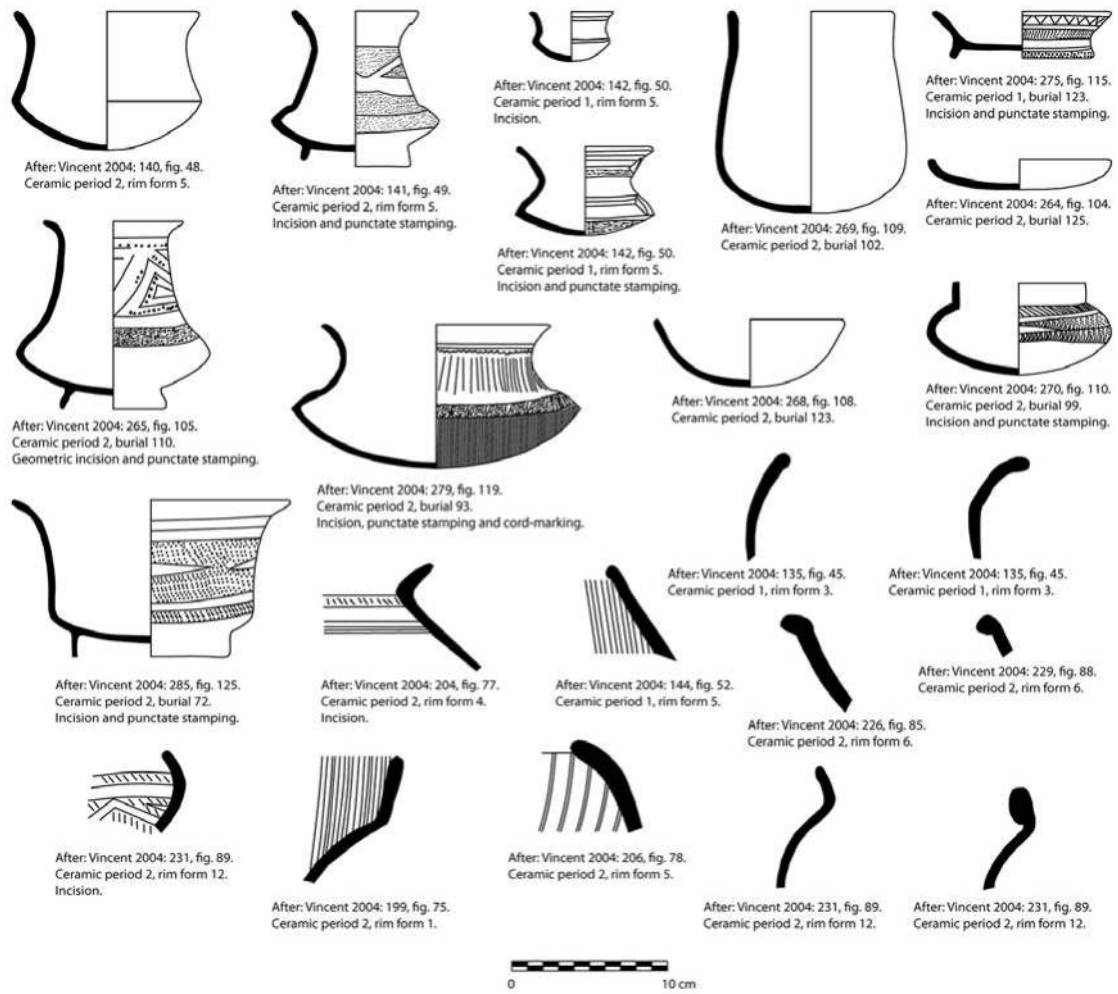 After: Vincent 2004: 140, fig. 48.
Ceramic period 2, rim form 5.
After: Vincent 2004: 141, fig. 49.
Ceramic period 2, rim form 5.
Incision and punctate stamping.
After: Vincent 2004: 142, fig. 50.
Ceramic period 1, rim form 5.
Incision.
After: Vincent 2004: 142, fig. 50.
Ceramic period 1, rim form 5.
Incision and punctate stamping.
After: Vincent 2004: 269, fig. 109.
Ceramic period 2, burial 102.
After: Vincent 2004: 275, fig. 115.
Ceramic period 1, burial 123.
Incision and punctate stamping.
After: Vincent 2004: 264, fig. 104.
Ceramic period 2, burial 125.
After: Vincent 2004: 265, fig. 105.
Ceramic period 2, burial 110.
Geometric incision and punctate stamping.
After: Vincent 2004: 279, fig. 119.
Ceramic period 2, burial 93.
Incision, punctate stamping and cord-marking.
After: Vincent 2004: 268, fig. 108.
Ceramic period 2, burial 123.
After: Vincent 2004: 270, fig. 110.
Ceramic period 2, burial 99.
Incision and punctate stamping.
After: Vincent 2004: 135, fig. 45.
Ceramic period 1, rim form 3.
After: Vincent 2004: 135, fig. 45.
Ceramic period 1, rim form 3.
After: Vincent 2004: 285, fig. 125.
Ceramic period 2, burial 72.
Incision and punctate stamping.
After: Vincent 2004: 204, fig. 77.
Ceramic period 2, rim form 4.
Incision.
After: Vincent 2004: 144, fig. 52.
Ceramic period 1, rim form 5.
After: Vincent 2004: 226, fig. 85.
Ceramic period 2, rim form 6.
After: Vincent 2004: 229, fig. 88.
Ceramic period 2, rim form 6.
After: Vincent 2004: 231, fig. 89.
Ceramic period 2, rim form 12.
Incision.
After: Vincent 2004: 199, fig. 75.
Ceramic period 2, rim form 1.
After: Vincent 2004: 206, fig. 78.
Ceramic period 2, rim form 5.
After: Vincent 2004: 231, fig. 89.
Ceramic period 2, rim form 12.
After: Vincent 2004: 231, fig. 89.
Ceramic period 2, rim form 12.
0 10 cm